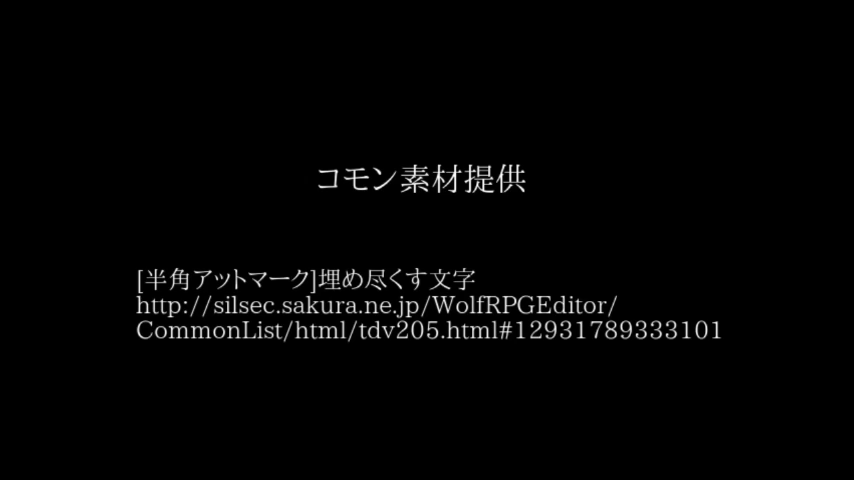 コモン素材提供
[半角アットマーク]埋め尽くす文字
http://silsec.sakura.ne.jp/WolfRPGEditor/
CommonList/html/tdv205.html#12931789333101